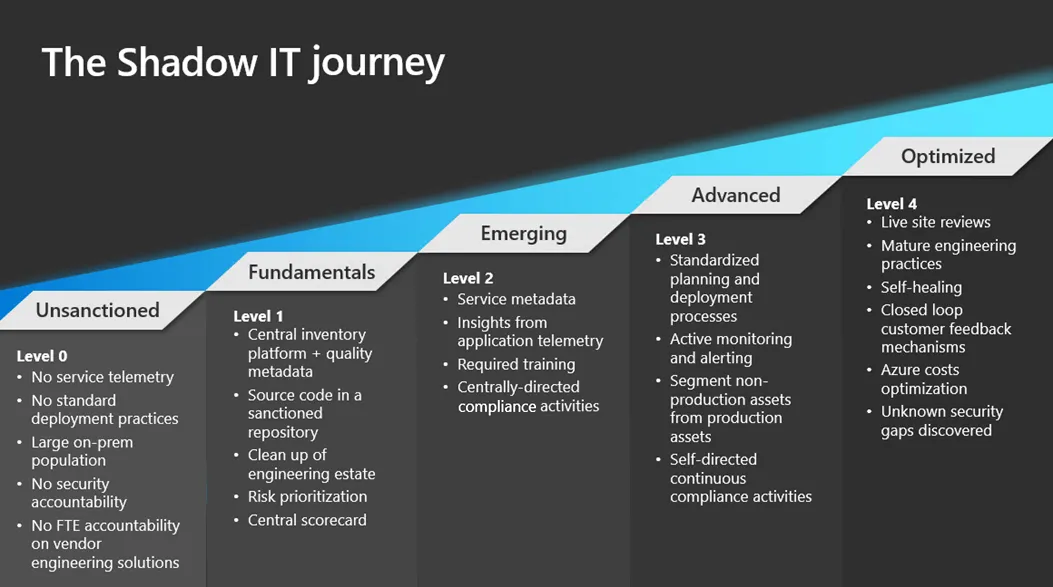 The Shadow IT journey
Unsanctioned
Level 0
• No service telemetry
• No standard
deployment practices
• Large on-prem
population
• No security
accountability
• No FTE accountability
on vendor
engineering solutions
Fundamentals
Level 1
• Central inventory
platform + quality
metadata
• Source code in a
sanctioned
repository
• Clean up of
engineering estate
• Risk prioritization
• Central scorecard
Emerging
Level 2
• Service metadata
• Insights from
application telemetry
• Required training
• Centrally-directed
compliance activities
Advanced
Level 3
• Standardized
planning and
deployment
processes
• Active monitoring
and alerting
• Segment non-
production assets
from production
assets
• Self-directed
continuous
compliance activities
Optimized
Level 4
• Live site reviews
• Mature engineering
practices
• Self-healing
• Closed loop
customer feedback
mechanisms
• Azure costs
optimization
• Unknown security
gaps discovered